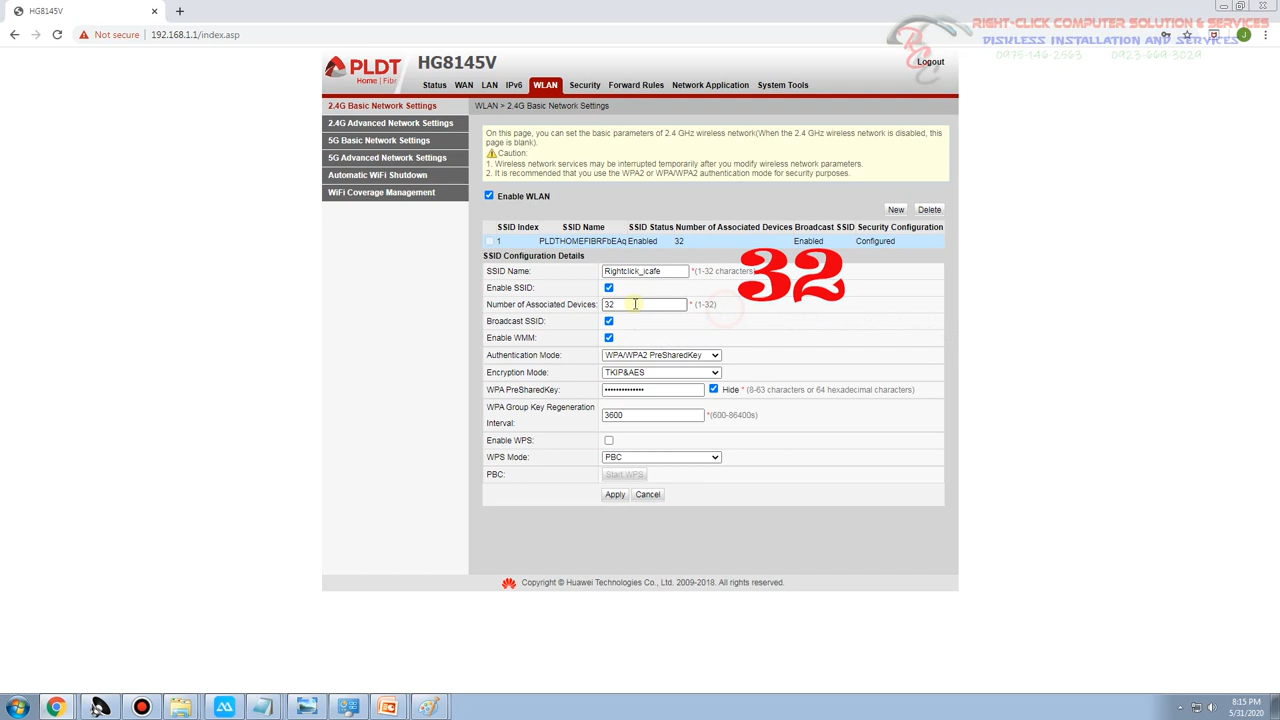 HG8145V
Not secure 192.168.1.1/index.asp
RIGHT-CLICK COMPUTER SOLUTION & SERVICES
DISKLESS INSTALLATION AND SERVICES
0975-146-2563 0923-669-3029
J
PLDT
Home | Fibr
HG8145V
Logout
Status WAN LAN IPv6 WLAN Security Forward Rules Network Application System Tools
2.4G Basic Network Settings
2.4G Advanced Network Settings
5G Basic Network Settings
5G Advanced Network Settings
Automatic WiFi Shutdown
WiFi Coverage Management
WLAN > 2.4G Basic Network Settings
On this page, you can set the basic parameters of 2.4 GHz wireless network(When the 2.4 GHz wireless network is disabled, this
page is blank).
Caution:
1. Wireless network services may be interrupted temporarily after you modify wireless network parameters.
2. It is recommended that you use the WPA2 or WPA/WPA2 authentication mode for security purposes.
Enable WLAN
New Delete
SSID Index SSID Name SSID Status Number of Associated Devices Broadcast SSID Security Configuration
1 PLDTHOMEFIBRFbEAq Enabled 32 Enabled Configured
SSID Configuration Details
SSID Name: Rightclick_icafe *(1-32 characters)
32
Enable SSID:
Number of Associated Devices: 32 * (1-32)
Broadcast SSID:
Enable WMM:
Authentication Mode: WPA/WPA2 PreSharedKey
Encryption Mode: TKIP&AES
WPA PreSharedKey: •••••••••••••• Hide * (8-63 characters or 64 hexadecimal characters)
WPA Group Key Regeneration
Interval: 3600 *(600-86400s)
Enable WPS:
WPS Mode: PBC
PBC: Start WPS
Apply Cancel
Copyright © Huawei Technologies Co., Ltd. 2009-2018. All rights reserved.
8:15 PM
5/31/2020